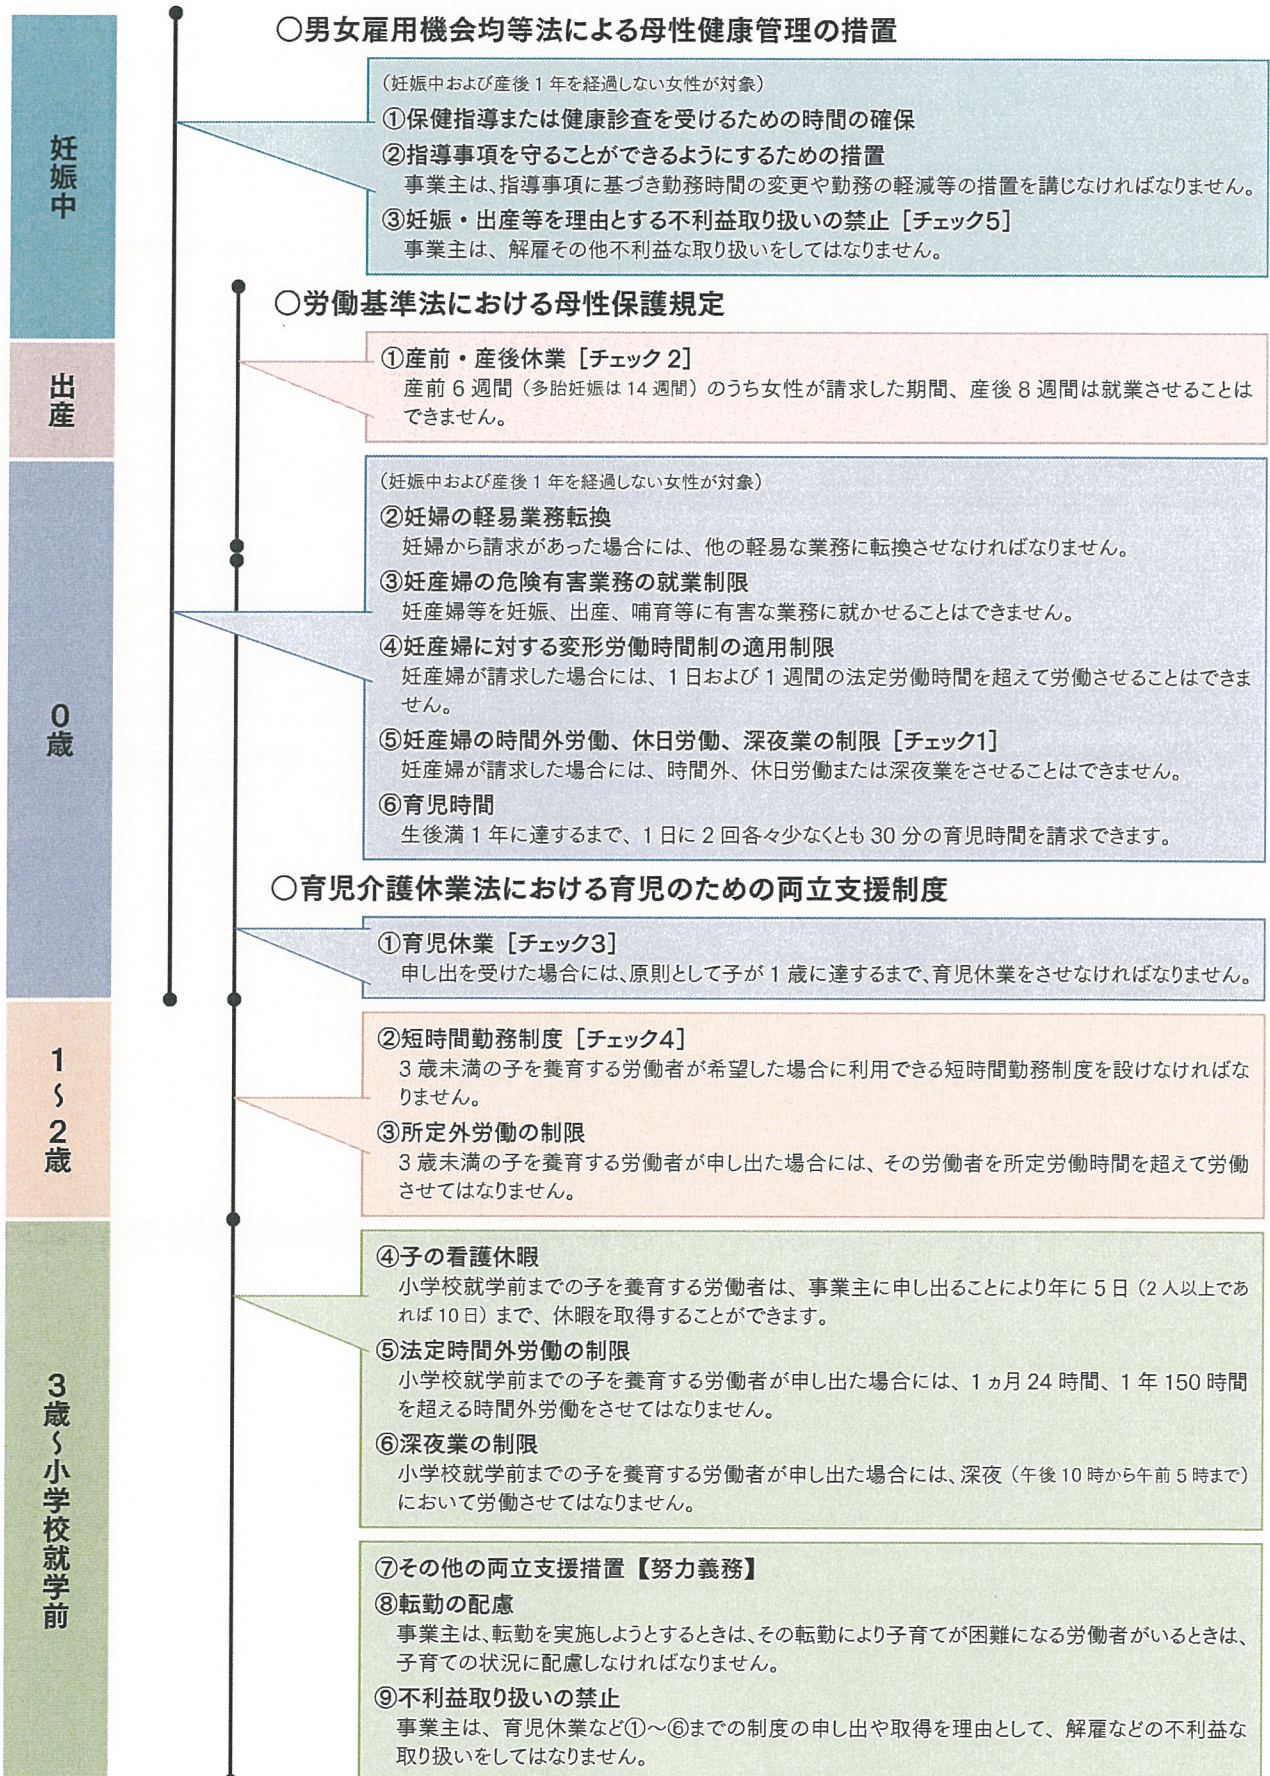 ○男女雇用機会均等法による母性健康管理の措置
妊娠中
（妊娠中および産後1年を経過しない女性が対象）
①保健指導または健康診査を受けるための時間の確保
②指導事項を守ることができるようにするための措置
事業主は、指導事項に基づき勤務時間の変更や勤務の軽減等の措置を講じなければなりません。
③妊娠・出産等を理由とする不利益取り扱いの禁止［チェック5］
事業主は、解雇その他不利益な取り扱いをしてはなりません。
○労働基準法における母性保護規定
出産
①産前・産後休業［チェック2］
産前6週間（多胎妊娠は14週間）のうち女性が請求した期間、産後8週間は就業させることは
できません。
0歳
（妊娠中および産後1年を経過しない女性が対象）
②妊婦の軽易業務転換
妊婦から請求があった場合には、他の軽易な業務に転換させなければなりません。
③妊産婦の危険有害業務の就業制限
妊産婦等を妊娠、出産、哺育等に有害な業務に就かせることはできません。
④妊産婦に対する変形労働時間制の適用制限
妊産婦が請求した場合には、1日および1週間の法定労働時間を超えて労働させることはできま
せん。
⑤妊産婦の時間外労働、休日労働、深夜業の制限［チェック1］
妊産婦が請求した場合には、時間外、休日労働または深夜業をさせることはできません。
⑥育児時間
生後満1年に達するまで、1日に2回各々少なくとも30分の育児時間を請求できます。
○育児介護休業法における育児のための両立支援制度
①育児休業［チェック3］
申し出を受けた場合には、原則として子が1歳に達するまで、育児休業をさせなければなりません。
1～2歳
②短時間勤務制度［チェック4］
3歳未満の子を養育する労働者が希望した場合に利用できる短時間勤務制度を設けなければな
りません。
③所定外労働の制限
3歳未満の子を養育する労働者が申し出た場合には、その労働者を所定労働時間を超えて労働
させてはなりません。
3歳～小学校就学前
④子の看護休暇
小学校就学前までの子を養育する労働者は、事業主に申し出ることにより年に5日（2人以上であ
れば10日）まで、休暇を取得することができます。
⑤法定時間外労働の制限
小学校就学前までの子を養育する労働者が申し出た場合には、1ヵ月24時間、1年150時間
を超える時間外労働をさせてはなりません。
⑥深夜業の制限
小学校就学前までの子を養育する労働者が申し出た場合には、深夜（午後10時から午前5時まで）
において労働させてはなりません。
⑦その他の両立支援措置【努力義務】
⑧転勤の配慮
事業主は、転勤を実施しようとするときは、その転勤により子育てが困難になる労働者がいるときは、
子育ての状況に配慮しなければなりません。
⑨不利益取り扱いの禁止
事業主は、育児休業など①～⑥までの制度の申し出や取得を理由として、解雇などの不利益な
取り扱いをしてはなりません。